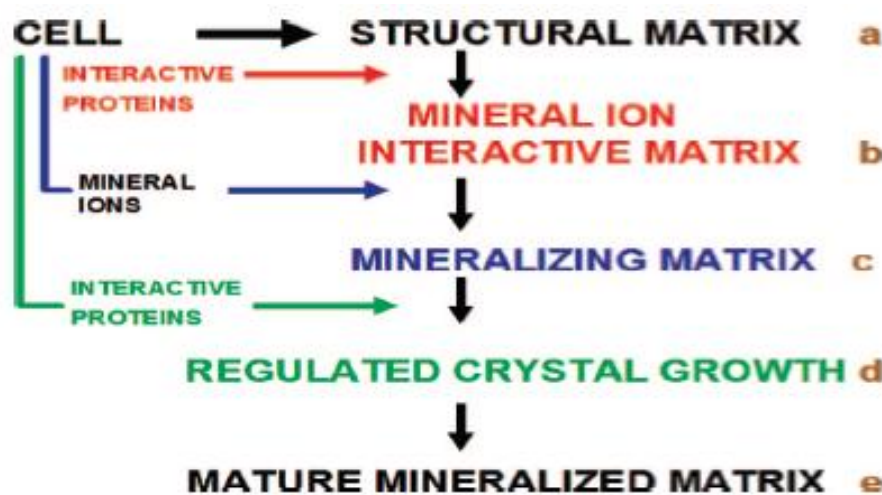 CELL STRUCTURAL MATRIX a
INTERACTIVE
PROTEINS
MINERAL ION
INTERACTIVE MATRIX b
MINERAL
IONS
MINERALIZING MATRIX c
INTERACTIVE
PROTEINS
REGULATED CRYSTAL GROWTH d
MATURE MINERALIZED MATRIX e